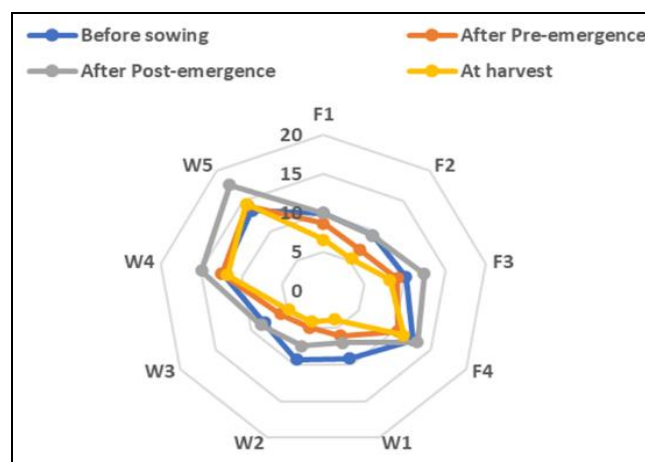 Before sowing
After Pre-emergence
After Post-emergence
At harvest
F1
20
W5
F2
15
10
W4
5
F3
0
W3
F4
W2
W1